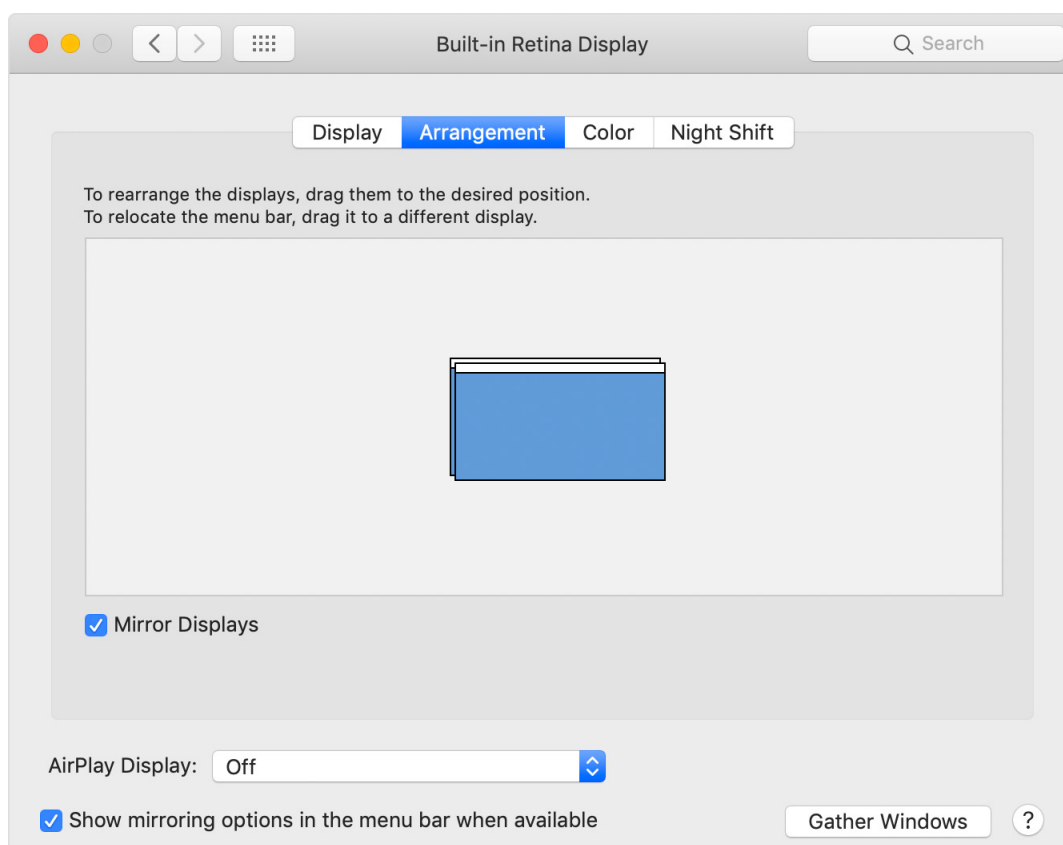 Built-in Retina Display
Search
Display Arrangement Color Night Shift
To rearrange the displays, drag them to the desired position.
To relocate the menu bar, drag it to a different display.
Mirror Displays
AirPlay Display: Off
Show mirroring options in the menu bar when available
Gather Windows ?